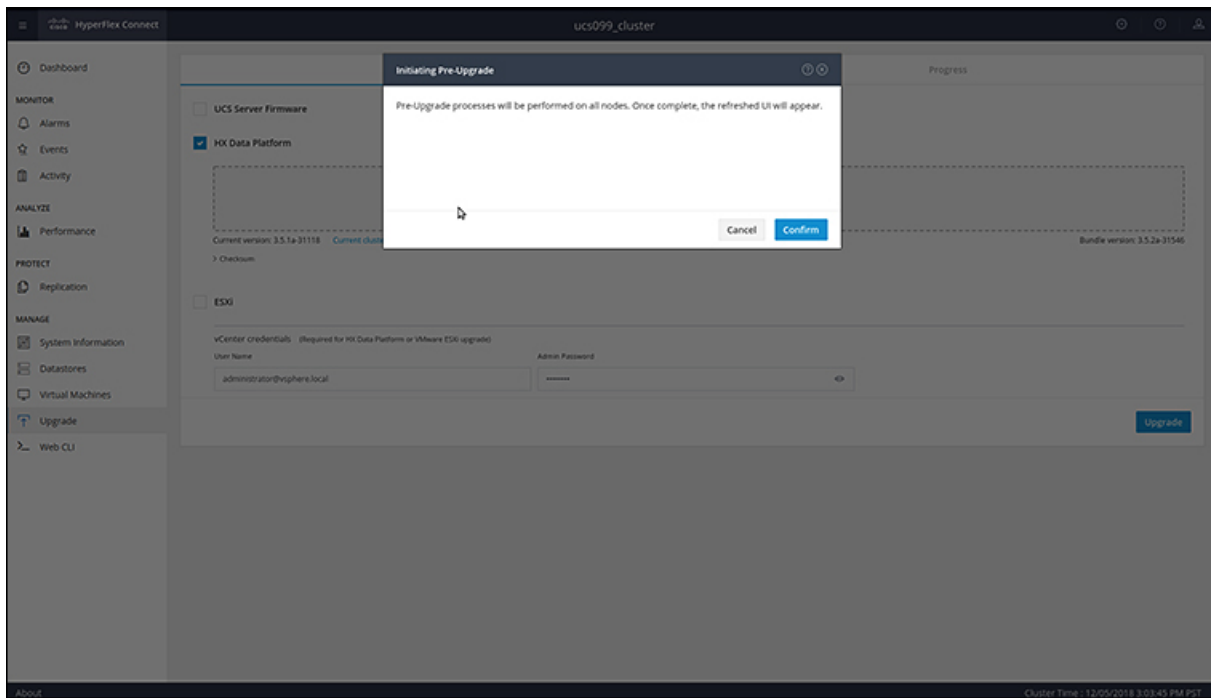 CISCO HyperFlex Connect
ucs099_cluster
Dashboard
MONITOR
Alarms
Events
Activity
ANALYZE
Performance
PROTECT
Replication
MANAGE
System Information
Datastores
Virtual Machines
Upgrade
Web CLI
About
Progress
UCS Server Firmware
HX Data Platform
Current version: 3.5.1a-31118 Current cluste
Bundle version: 3.5.2a-31546
> Checksum
ESXi
vCenter credentials (Required for HX Data Platform or VMware ESXi upgrade)
User Name
Admin Password
administrator@vsphere.local
Upgrade
Initiating Pre-Upgrade
Pre-Upgrade processes will be performed on all nodes. Once complete, the refreshed UI will appear.
Cancel Confirm
Cluster Time : 12/05/2018 3:03:45 PM PST